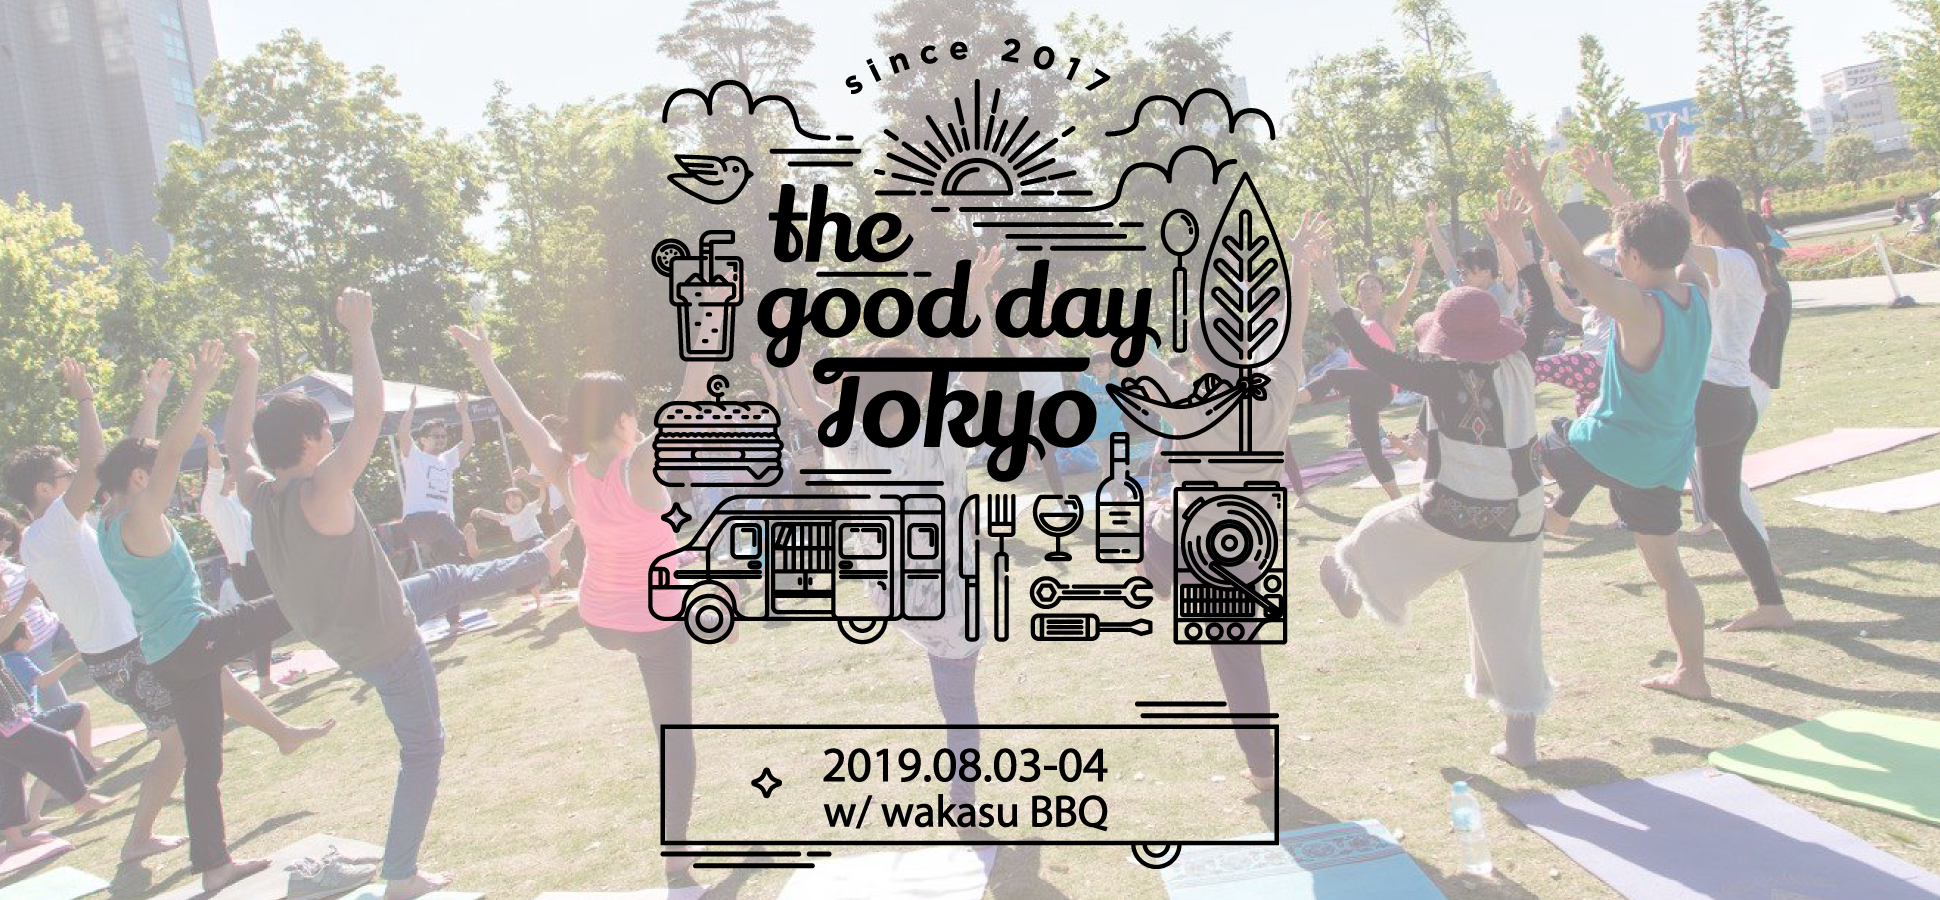 since 2017
the
good day
Tokyo
2019.08.03-04
w/ wakasu BBQ